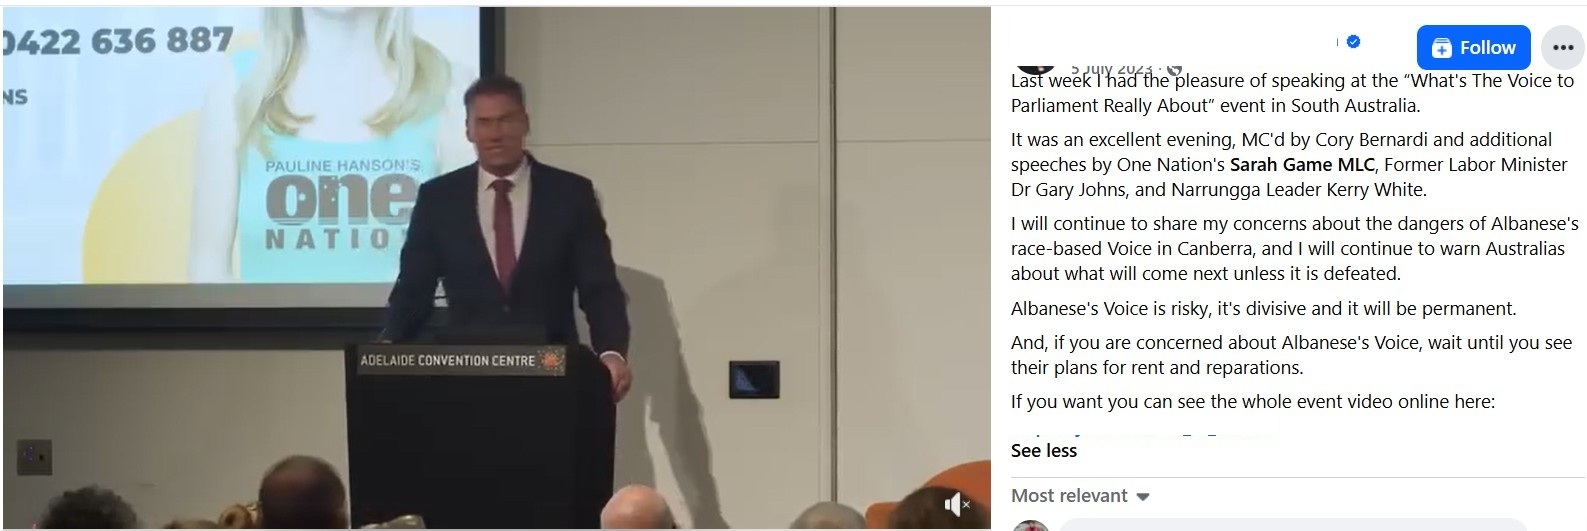 0422 636 887
NS
PAULINE HANSON'S
one
NATIO
ADELAIDE CONVENTION CENTRE
Follow
5 July 2023 ·
Last week I had the pleasure of speaking at the “What's The Voice to
Parliament Really About” event in South Australia.
It was an excellent evening, MC'd by Cory Bernardi and additional
speeches by One Nation's Sarah Game MLC, Former Labor Minister
Dr Gary Johns, and Narrungga Leader Kerry White.
I will continue to share my concerns about the dangers of Albanese's
race-based Voice in Canberra, and I will continue to warn Australias
about what will come next unless it is defeated.
Albanese's Voice is risky, it's divisive and it will be permanent.
And, if you are concerned about Albanese's Voice, wait until you see
their plans for rent and reparations.
If you want you can see the whole event video online here:
See less
Most relevant